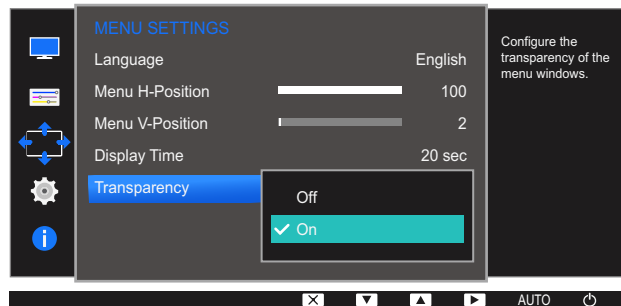 MENU SETTINGS
Language English
Menu H-Position 100
Menu V-Position 2
Display Time 20 sec
Transparency
Off
On
Configure the
transparency of the
menu windows.
AUTO